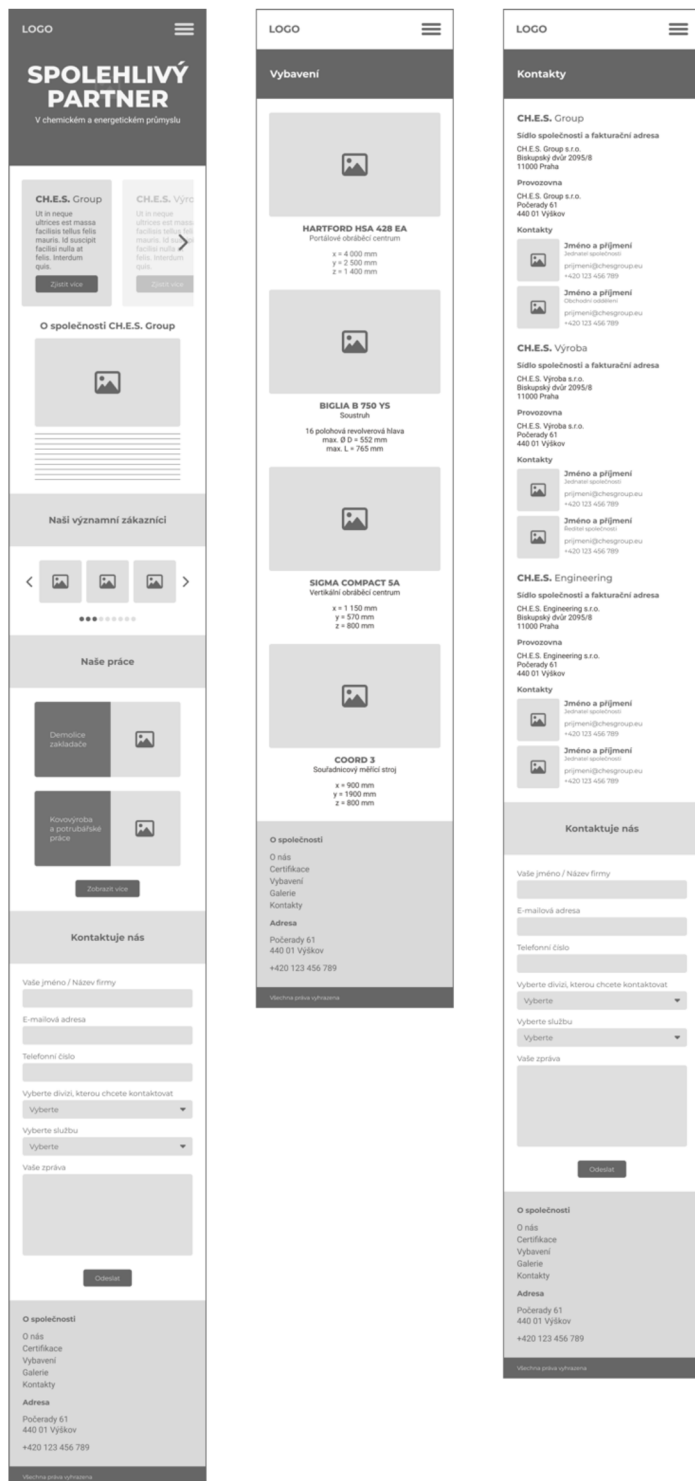 LOGO
SPOLEHLIVÝ
PARTNER
V chemickém a energetickém průmyslu
CH.E.S. Group
Ut in neque
ultrices est massa
facilisis tellus felis
mauris. Id suscipit
facilisi nulla at
felis. Interdum
quis.
Zjistit více
CH.E.S. Výro
Ut in neque
ultrices est massa
facilisis tellus feli
mauris. Id
facilisi nulla
felis. Interdum
quis.
Zjistit více
O společnosti CH.E.S. Group
Naši významní zákazníci
Naše práce
Demolice
zakladače
Kovovýroba
a potrubářské
práce
Zobrazit více
Kontaktuje nás
Vaše jméno / Název firmy
E-mailová adresa
Telefonní číslo
Vyberte divizi, kterou chcete kontaktovat
Vyberte
Vyberte službu
Vyberte
Vaše zpráva
Odeslat
O společnosti
O nás
Certifikace
Vybavení
Galerie
Kontakty
Adresa
Počerady 61
440 01 Výškov
+420 123 456 789
Všechna práva vyhrazena
LOGO
Vybavení
HARTFORD HSA 428 EA
Portálové obráběcí centrum
x = 4 000 mm
y = 2 500 mm
z = 1 400 mm
BIGLIA B 750 YS
Soustruh
16 polohová revolverová hlava
max. Ø D = 552 mm
max. L = 765 mm
SIGMA COMPACT 5A
Vertikální obráběcí centrum
x = 1 150 mm
y = 570 mm
z = 800 mm
COORD 3
Souřadnicový měřící stroj
x = 900 mm
y = 1900 mm
z = 800 mm
O společnosti
O nás
Certifikace
Vybavení
Galerie
Kontakty
Adresa
Počerady 61
440 01 Výškov
+420 123 456 789
Všechna práva vyhrazena
LOGO
Kontakty
CH.E.S. Group
Sídlo společnosti a fakturační adresa
CH.E.S. Group s.r.o.
Biskupský dvůr 2095/8
11000 Praha
Provozovna
CH.E.S. Group s.r.o.
Počerady 61
440 01 Výškov
Kontakty
Jméno a příjmení
Jednatel společnosti
prijmeni@chesgroup.eu
+420 123 456 789
Jméno a příjmení
Obchodní oddělení
prijmeni@chesgroup.eu
+420 123 456 789
CH.E.S. Výroba
Sídlo společnosti a fakturační adresa
CH.E.S. Výroba s.r.o.
Biskupský dvůr 2095/8
11000 Praha
Provozovna
CH.E.S. Výroba s.r.o.
Počerady 61
440 01 Výškov
Kontakty
Jméno a příjmení
Jednatel společnosti
prijmeni@chesgroup.eu
+420 123 456 789
Jméno a příjmení
Ředitel společnosti
prijmeni@chesgroup.eu
+420 123 456 789
CH.E.S. Engineering
Sídlo společnosti a fakturační adresa
CH.E.S. Engineering s.r.o.
Biskupský dvůr 2095/8
11000 Praha
Provozovna
CH.E.S. Engineering s.r.o.
Počerady 61
440 01 Výškov
Kontakty
Jméno a příjmení
Jednatel společnosti
prijmeni@chesgroup.eu
+420 123 456 789
Jméno a příjmení
Jednatel společnosti
prijmeni@chesgroup.eu
+420 123 456 789
Kontaktuje nás
Vaše jméno / Název firmy
E-mailová adresa
Telefonní číslo
Vyberte divizi, kterou chcete kontaktovat
Vyberte
Vyberte službu
Vyberte
Vaše zpráva
Odeslat
O společnosti
O nás
Certifikace
Vybavení
Galerie
Kontakty
Adresa
Počerady 61
440 01 Výškov
+420 123 456 789
Všechna práva vyhrazena